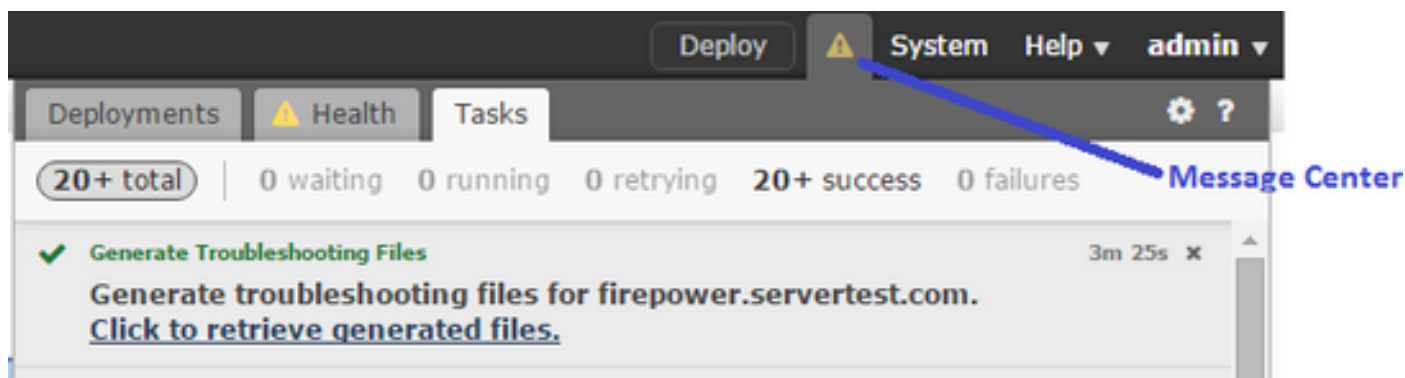 Deploy System Help admin
Deployments Health Tasks ?
20+ total 0 waiting 0 running 0 retrying 20+ success 0 failures
Message Center
Generate Troubleshooting Files 3m 25s
Generate troubleshooting files for firepower.servertest.com.
Click to retrieve generated files.